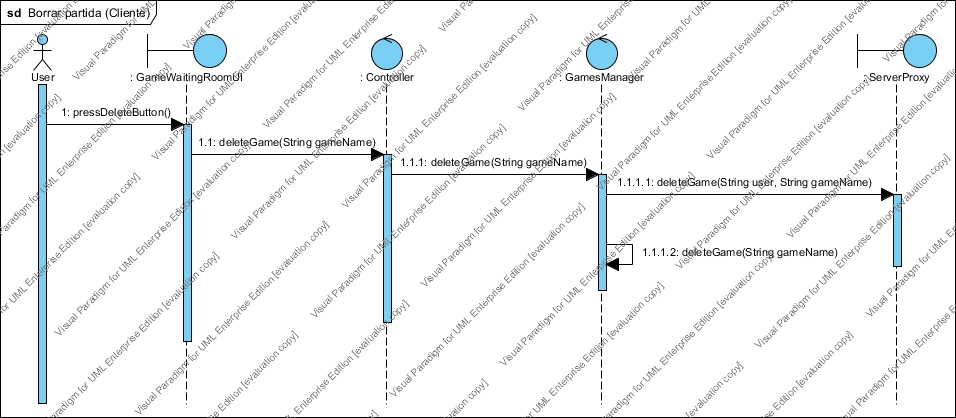 sd Borrar partida (Cliente)
User
: GameWaitingRoomUI
: Controller
: GamesManager
: ServerProxy
1: pressDeleteButton()
1.1: deleteGame(String gameName)
1.1.1: deleteGame(String gameName)
1.1.1.1: deleteGame(String user, String gameName)
1.1.1.2: deleteGame(String gameName)
Visual Paradigm for UML Enterprise Edition [evaluation copy]